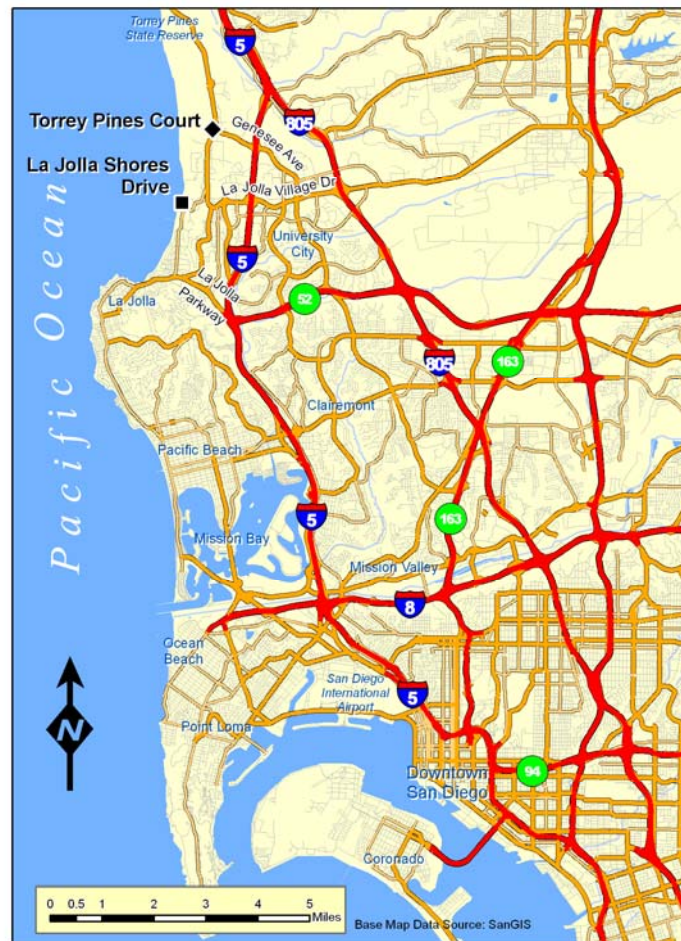 Torrey Pines
State Reserve
5
805
Torrey Pines Court
Genesee Ave
La Jolla Shores
Drive
La Jolla Village Dr
University
City
5
La Jolla
Parkway
La Jolla
52
805
163
Clairemont
Pacific Beach
Pacific Ocean
5
163
Mission Bay
Mission Valley
8
Ocean
Beach
San Diego
International
Airport
5
Point Loma
N
Downtown
San Diego
94
Coronado
0 0.5 1 2 3 4 5
Miles
Base Map Data Source: SanGIS